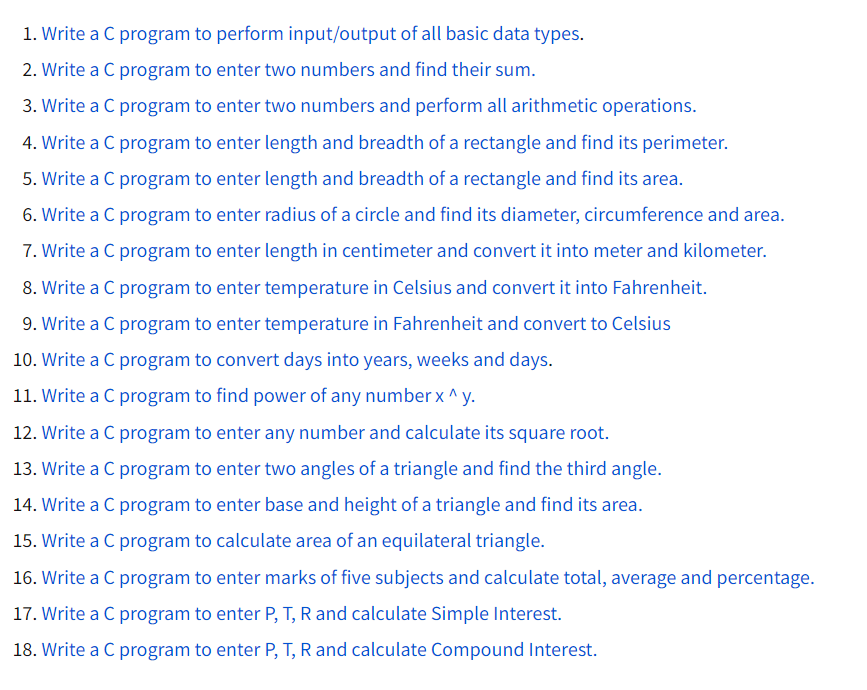 1. Write a C program to perform input/output of all basic data types.
2. Write a C program to enter two numbers and find their sum.
3. Write a C program to enter two numbers and perform all arithmetic operations.
4. Write a C program to enter length and breadth of a rectangle and find its perimeter.
5. Write a C program to enter length and breadth of a rectangle and find its area.
6. Write a C program to enter radius of a circle and find its diameter, circumference and area.
7. Write a C program to enter length in centimeter and convert it into meter and kilometer.
8. Write a C program to enter temperature in Celsius and convert it into Fahrenheit.
9. Write a C program to enter temperature in Fahrenheit and convert to Celsius
10. Write a C program to convert days into years, weeks and days.
11. Write a C program to find power of any number x ^ y.
12. Write a C program to enter any number and calculate its square root.
13. Write a C program to enter two angles of a triangle and find the third angle.
14. Write a C program to enter base and height of a triangle and find its area.
15. Write a C program to calculate area of an equilateral triangle.
16. Write a C program to enter marks of five subjects and calculate total, average and percentage.
17. Write a C program to enter P, T, R and calculate Simple Interest.
18. Write a C program to enter P, T, R and calculate Compound Interest.